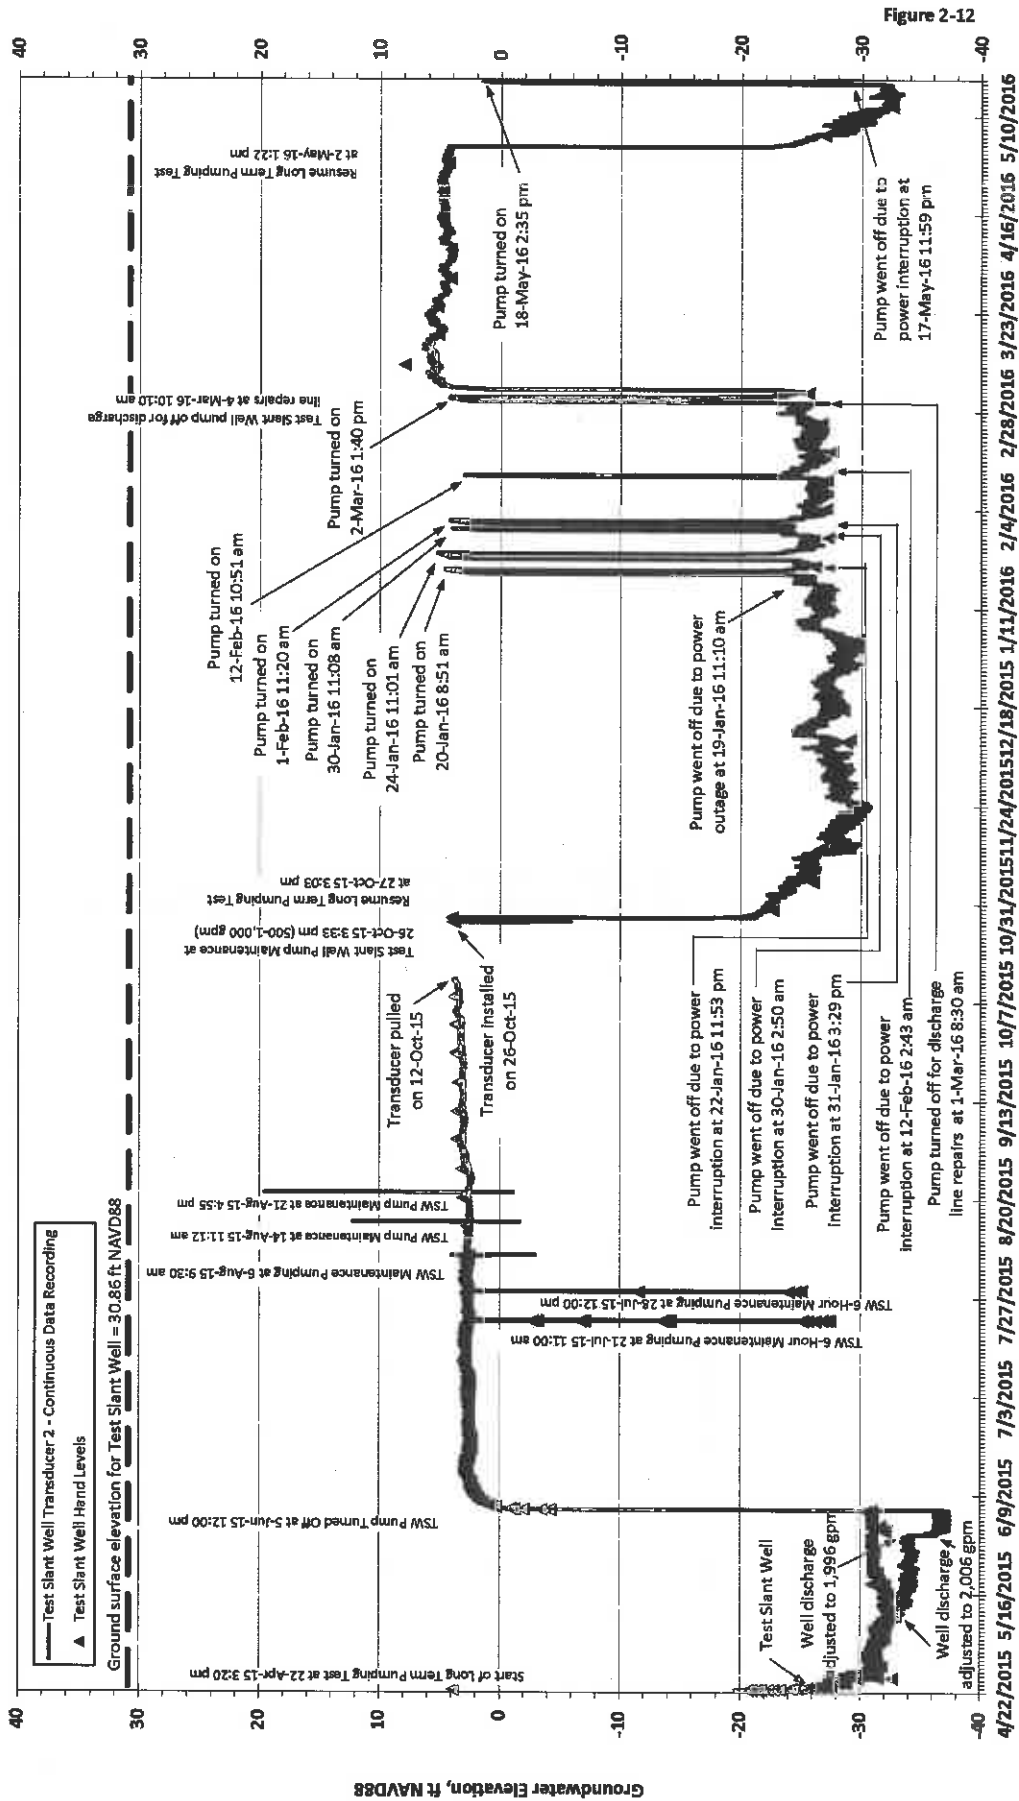 Figure 2-12
Test Slant Well Transducer 2 - Continuous Data Recording
Test Slant Well Hand Levels
Ground surface elevation for Test Slant Well = 30.86 ft NAVD88
Groundwater Elevation, ft NAVD88
40
30
20
10
0
-10
-20
-30
-40
40
30
20
10
0
-10
-20
-30
-40
4/22/2015 5/16/2015 6/9/2015 7/3/2015 7/27/2015 8/20/2015 9/13/2015 10/7/2015 10/31/2015 11/24/2015 12/18/2015 1/11/2016 2/4/2016 2/28/2016 3/23/2016 4/16/2016 5/10/2016
Start of Long Term Pumping Test at 22-Apr-15 3:20 pm
TSW Pump Turned Off at 5-Jun-15 12:00 pm
TSW 6-Hour Maintenance Pumping at 21-Jul-15 11:00 am
TSW 6-Hour Maintenance Pumping at 28-Jul-15 12:00 pm
TSW Maintenance Pumping at 6-Aug-15 9:30 am
TSW Pump Maintenance at 14-Aug-15 11:12 am
TSW Pump Maintenance at 21-Aug-15 4:55 pm
Test Slant Well
Well discharge
adjusted to 1,996 gpm
Well discharge
adjusted to 2,006 gpm
Transducer pulled
on 12-Oct-15
Transducer installed
on 26-Oct-15
Test Slant Well Pump Maintenance at
26-Oct-15 3:33 pm (500-1,000 gpm)
Resume Long Term Pumping Test
at 27-Oct-15 3:03 pm
Pump went off due to power
outage at 19-Jan-16 11:10 am
Pump turned on
20-Jan-16 8:51 am
Pump turned on
24-Jan-16 11:01 am
Pump turned on
30-Jan-16 11:08 am
Pump turned on
1-Feb-16 11:20 am
Pump turned on
12-Feb-16 10:51 am
Pump turned on
2-Mar-16 1:40 pm
Test Slant Well pump off for discharge
line repairs at 4-Mar-16 10:10 am
Resume Long Term Pumping Test
at 2-May-16 1:22 pm
Pump turned on
18-May-16 2:35 pm
Pump went off due to
power interruption at
17-May-16 11:59 pm
Pump went off due to power
interruption at 22-Jan-16 11:53 pm
Pump went off due to power
interruption at 30-Jan-16 2:50 am
Pump went off due to power
interruption at 31-Jan-16 3:29 pm
Pump went off due to power
interruption at 12-Feb-16 2:43 am
Pump turned off for discharge
line repairs at 1-Mar-16 8:30 am